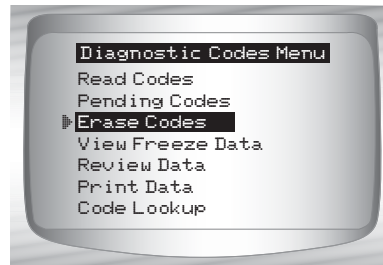 Diagnostic Codes Menu
Read Codes
Pending Codes
Erase Codes
View Freeze Data
Review Data
Print Data
Code Lookup